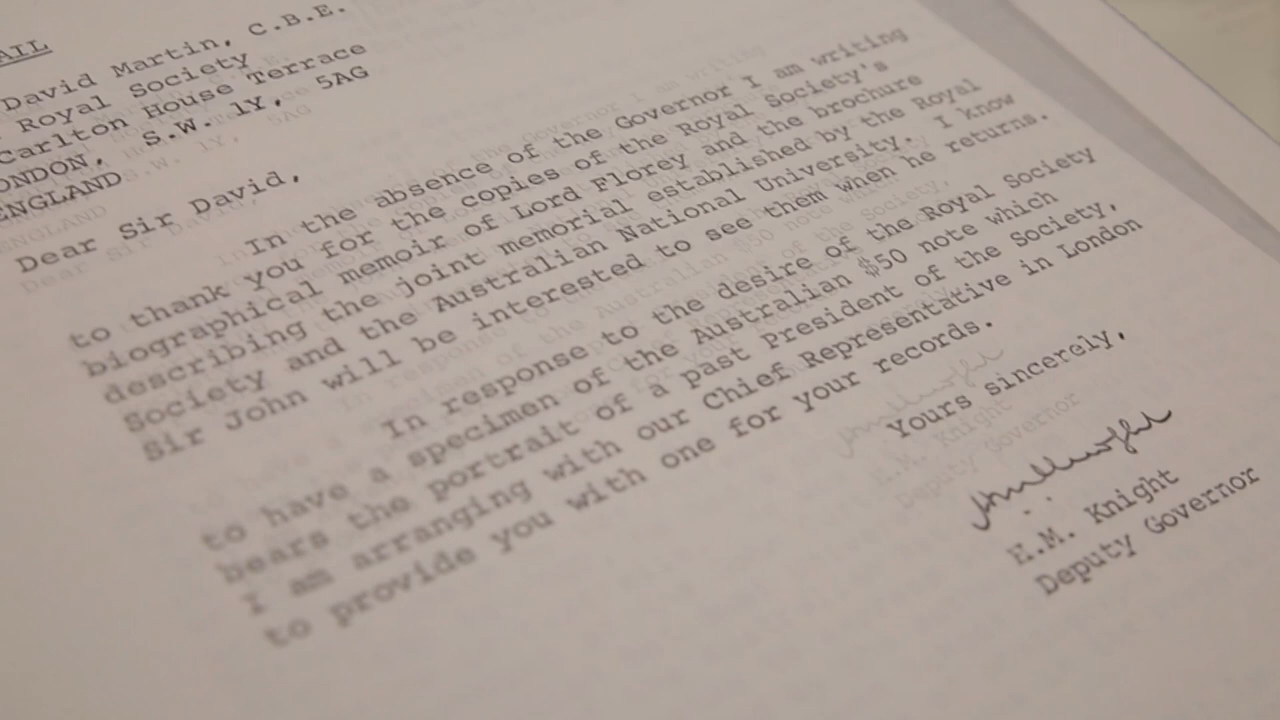 AIL
David Martin, C.B.E.
Royal Society
Carlton House Terrace
ONDON, S.W. 1Y, 5AG
ENGLAND
Dear Sir David,
In the absence of the Governor I am writing
to thank you for the copies of the Royal Society's
biographical memoir of Lord Florey and the brochure
describing the joint memorial established by the Royal
Society and the Australian National University. I know
Sir John will be interested to see them when he returns.
In response to the desire of the Royal Society
to have a specimen of the Australian $50 note which
bears the portrait of a past President of the Society,
I am arranging with our Chief Representative in London
to provide you with one for your records.
Yours sincerely,
H.M. Knight
Deputy Governor